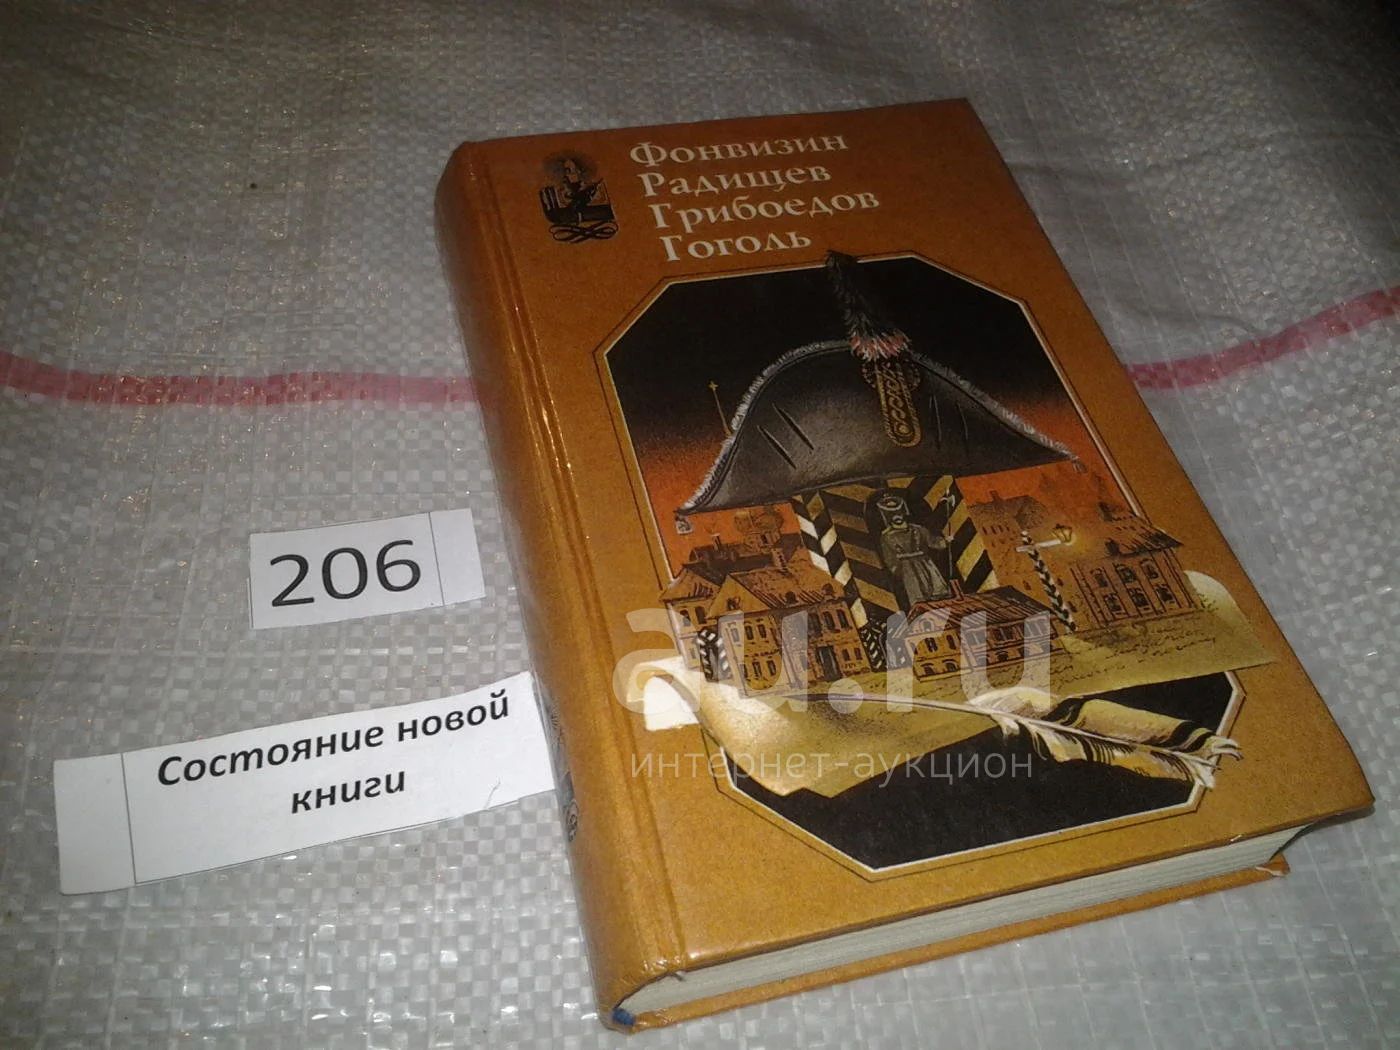 Фонвизин
Радищев
Грибоедов
Гоголь
206
Состояние новой
книги
au.ru
интернет-аукцион